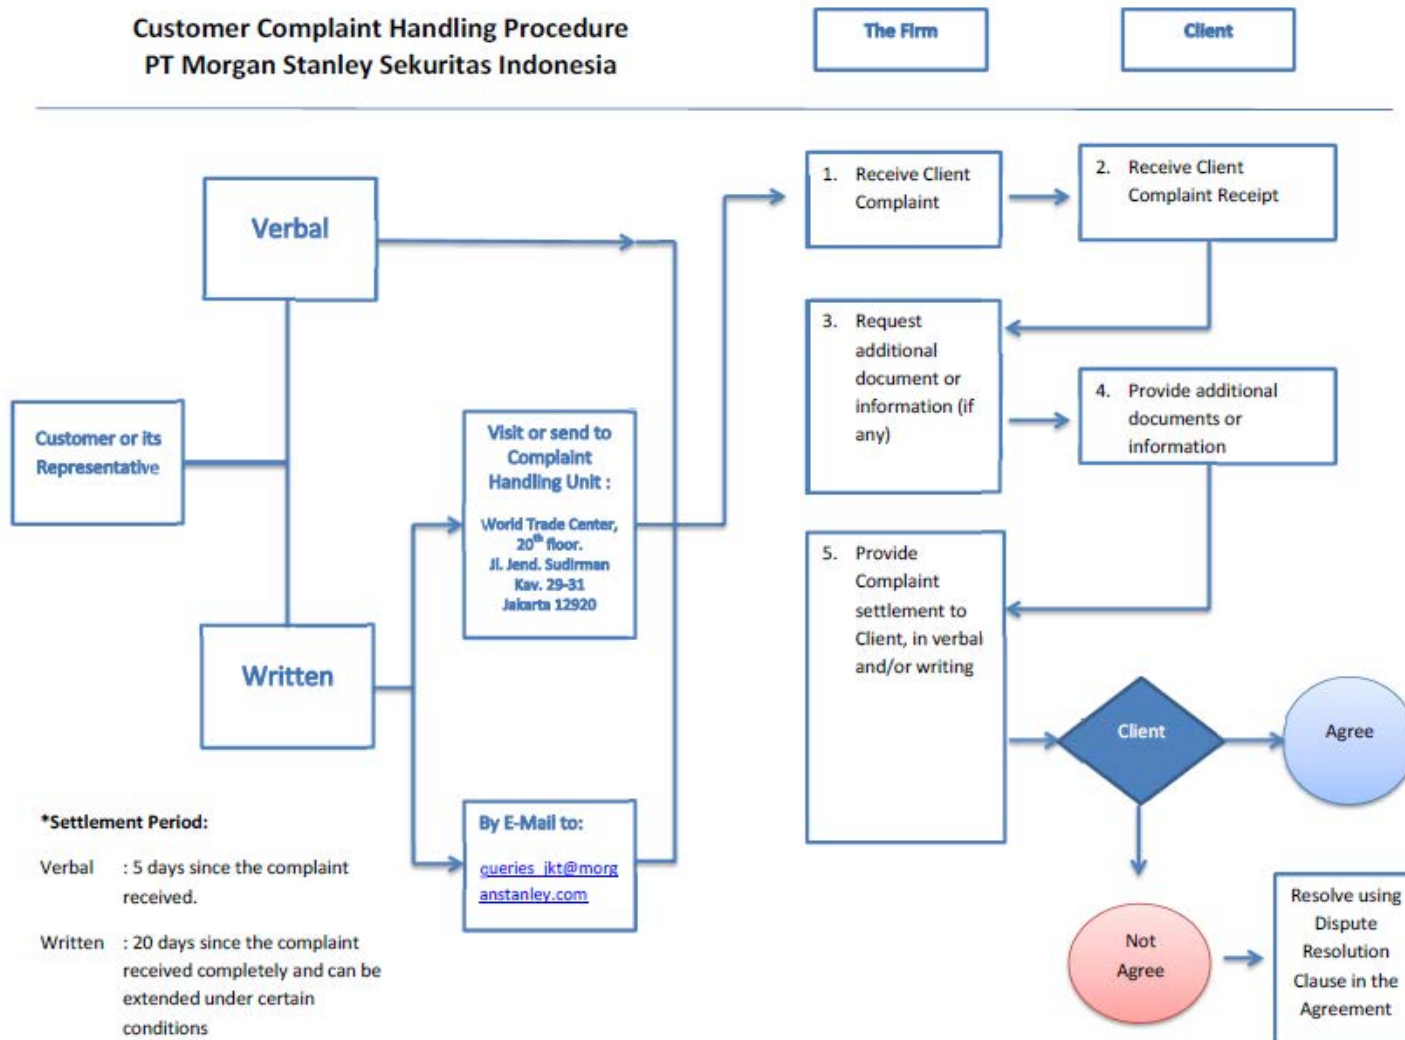 Customer Complaint Handling Procedure
PT Morgan Stanley Sekuritas Indonesia
The Firm
Client
Verbal
Customer or its
Representative
Written
Visit or send to
Complaint
Handling Unit :
World Trade Center,
20th floor.
Jl. Jend. Sudirman
Kav. 29-31
Jakarta 12920
By E-Mail to:
queries_jkt@morg
anstanley.com
1. Receive Client
Complaint
2. Receive Client
Complaint Receipt
3. Request
additional
document or
information (if
any)
4. Provide additional
documents or
information
5. Provide
Complaint
settlement to
Client, in verbal
and/or writing
Client
Agree
Not
Agree
Resolve using
Dispute
Resolution
Clause in the
Agreement
*Settlement Period:
Verbal : 5 days since the complaint
received.
Written : 20 days since the complaint
received completely and can be
extended under certain
conditions